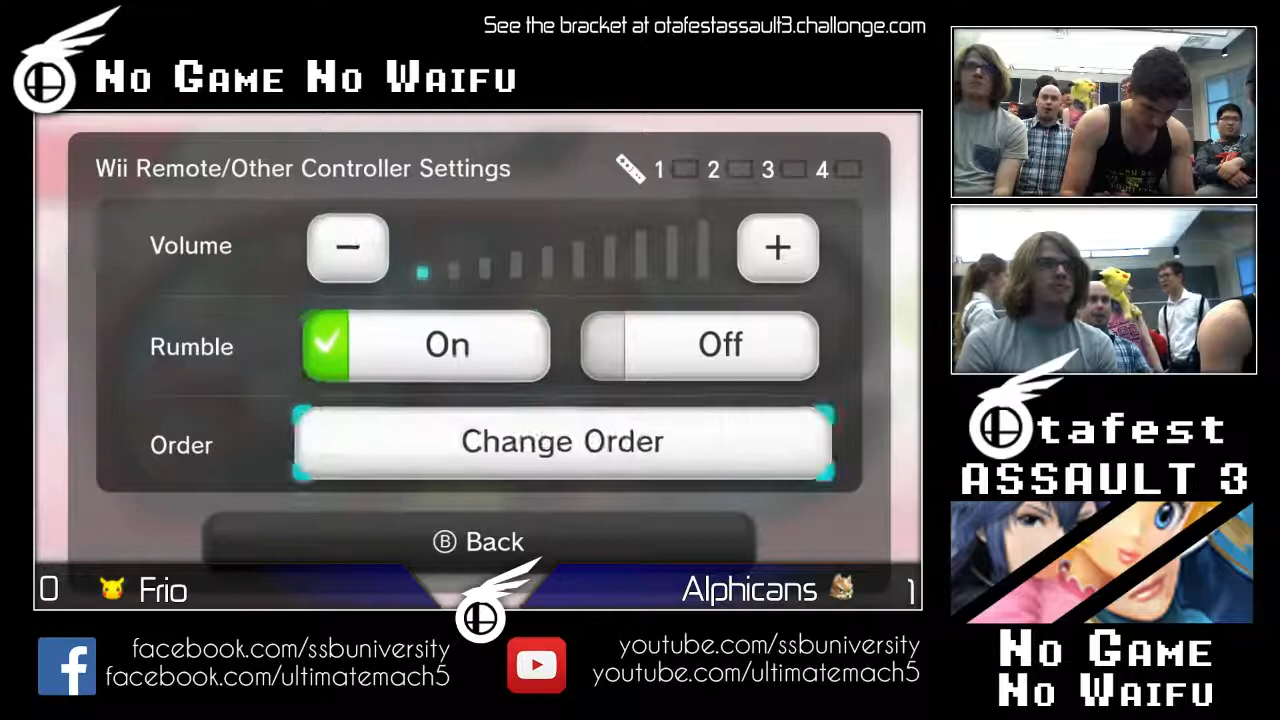 See the bracket at otafestassault3.challonge.com
No Game No Waifu
Wii Remote/Other Controller Settings 1 2 3 4
Volume - +
Rumble On Off
Order Change Order
B Back
0 Frio Alphicans 1
facebook.com/ssbuniversity
facebook.com/ultimatemach5
youtube.com/ssbuniversity
youtube.com/ultimatemach5
Otafest
ASSAULT 3
No Game
No Waifu